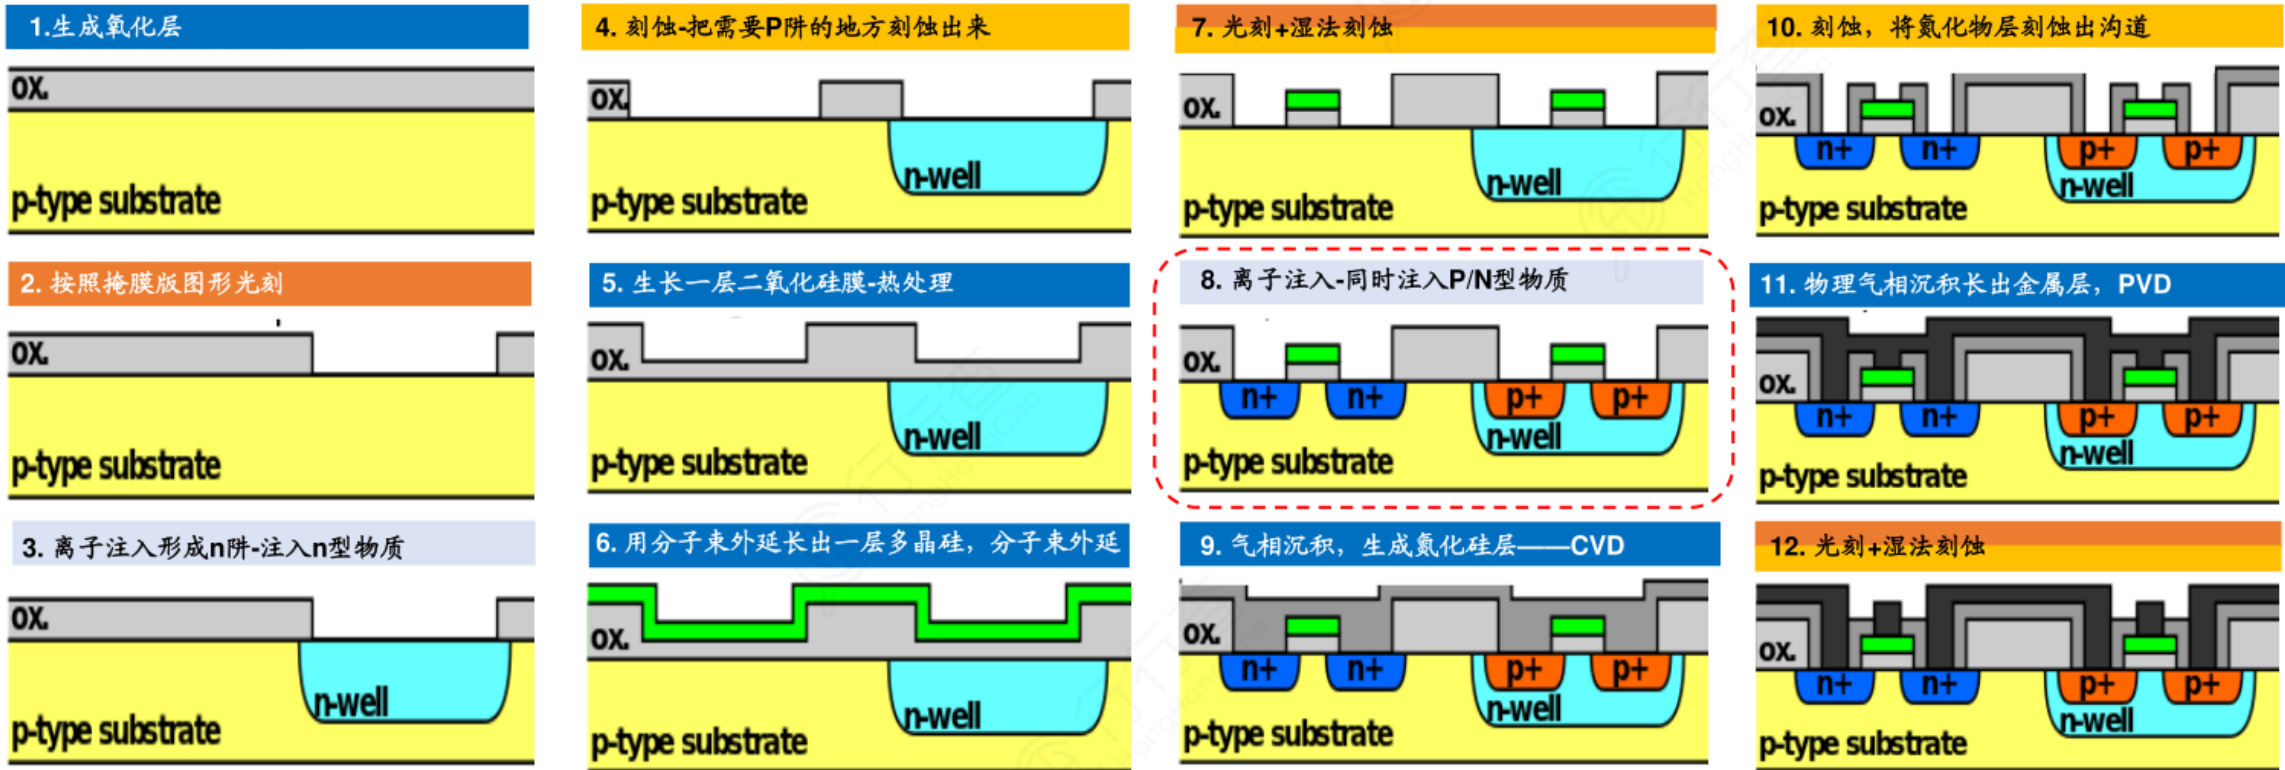 1.生成氧化层
ox.
p-type substrate
2. 按照掩膜版图形光刻
ox.
p-type substrate
3. 离子注入形成n阱-注入n型物质
ox.
n-well
p-type substrate
4. 刻蚀-把需要P阱的地方刻蚀出来
ox.
n-well
p-type substrate
5. 生长一层二氧化硅膜-热处理
ox.
n-well
p-type substrate
6. 用分子束外延长出一层多晶硅，分子束外延
ox.
n-well
p-type substrate
7. 光刻+湿法刻蚀
ox.
n-well
p-type substrate
8. 离子注入-同时注入P/N型物质
ox.
n+ n+ p+ p+
n-well
p-type substrate
9. 气相沉积，生成氮化硅层——CVD
ox.
n+ n+ p+ p+
n-well
p-type substrate
10. 刻蚀，将氮化物层刻蚀出沟道
ox.
n+ n+ p+ p+
n-well
p-type substrate
11. 物理气相沉积长出金属层，PVD
ox.
n+ n+ p+ p+
n-well
p-type substrate
12. 光刻+湿法刻蚀
ox.
n+ n+ p+ p+
n-well
p-type substrate
行行查
HangHangCha